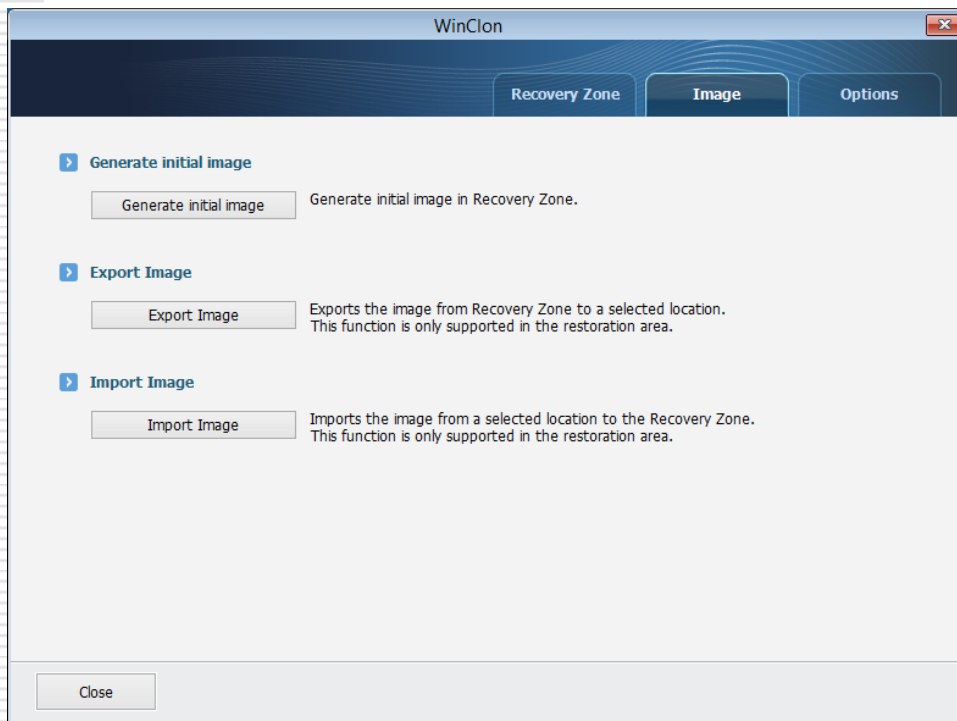 WinClon
Recovery Zone
Image
Options
Generate initial image
Generate initial image
Generate initial image in Recovery Zone.
Export Image
Export Image
Exports the image from Recovery Zone to a selected location.
This function is only supported in the restoration area.
Import Image
Import Image
Imports the image from a selected location to the Recovery Zone.
This function is only supported in the restoration area.
Close